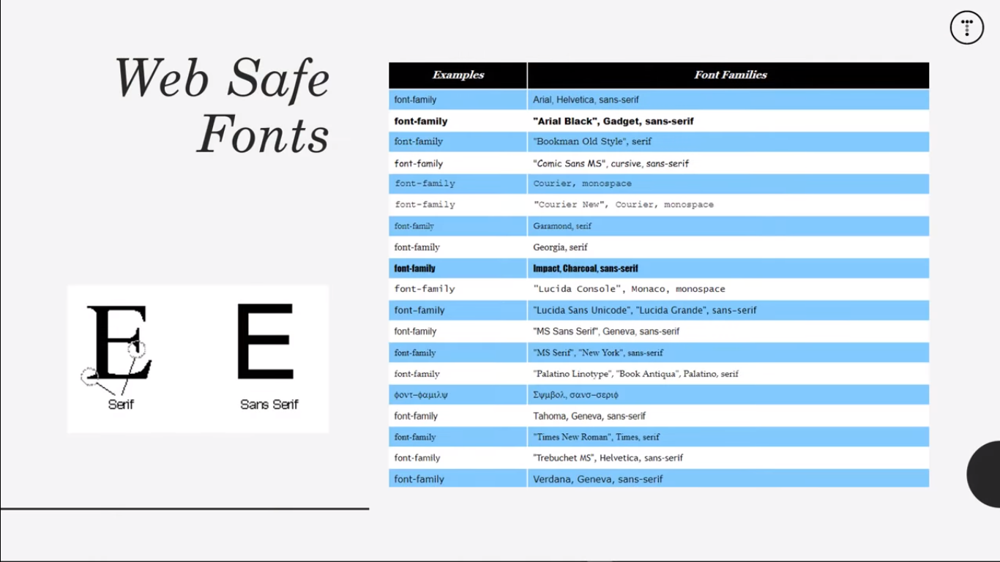 Web Safe
Fonts
Examples Font Families
font-family Arial, Helvetica, sans-serif
font-family "Arial Black", Gadget, sans-serif
font-family "Bookman Old Style", serif
font-family "Comic Sans MS", cursive, sans-serif
font-family Courier, monospace
font-family "Courier New", Courier, monospace
font-family Garamond, serif
font-family Georgia, serif
font-family Impact, Charcoal, sans-serif
font-family "Lucida Console", Monaco, monospace
font-family "Lucida Sans Unicode", "Lucida Grande", sans-serif
font-family "MS Sans Serif", Geneva, sans-serif
font-family "MS Serif", "New York", sans-serif
font-family "Palatino Linotype", "Book Antiqua", Palatino, serif
φοντ−φαμιλψ Σψμβολ, σανσ−σεριφ
font-family Tahoma, Geneva, sans-serif
font-family "Times New Roman", Times, serif
font-family "Trebuchet MS", Helvetica, sans-serif
font-family Verdana, Geneva, sans-serif
E E
Serif Sans Serif